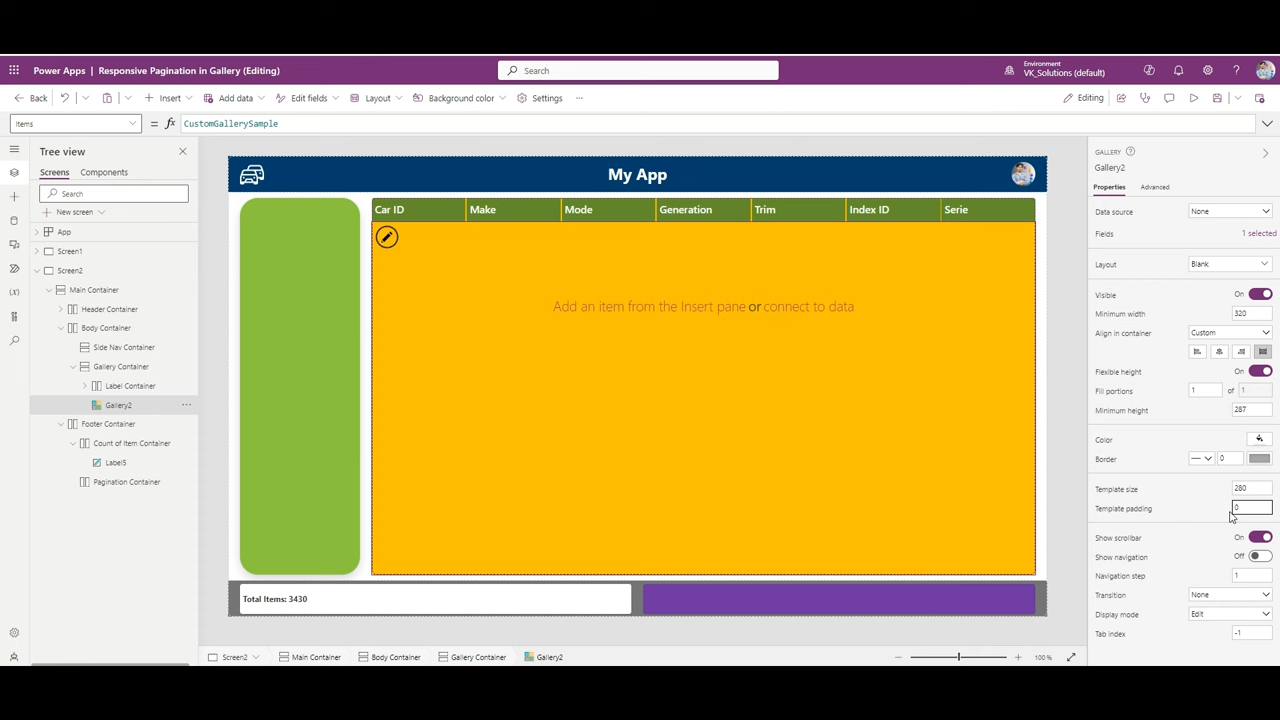 Power Apps | Responsive Pagination in Gallery (Editing)
Search
Environment
VK_Solutions (default)
Back
Insert
Add data
Edit fields
Layout
Background color
Settings
Editing
Items
= fx CustomGallerySample
Tree view
Screens Components
Search
New screen
App
Screen1
Screen2
Main Container
Header Container
Body Container
Side Nav Container
Gallery Container
Label Container
Gallery2
Footer Container
Count of Item Container
Label5
Pagination Container
My App
Car ID Make Mode Generation Trim Index ID Serie
Add an item from the Insert pane or connect to data
Total Items: 3430
Screen2 Main Container Body Container Gallery Container Gallery2
100 %
GALLERY
Gallery2
Properties Advanced
Data source None
Fields 1 selected
Layout Blank
Visible On
Minimum width 320
Align in container Custom
Flexible height On
Fill portions 1 of 1
Minimum height 287
Color
Border 0
Template size 280
Template padding 0
Show scrollbar On
Show navigation Off
Navigation step 1
Transition None
Display mode Edit
Tab index -1